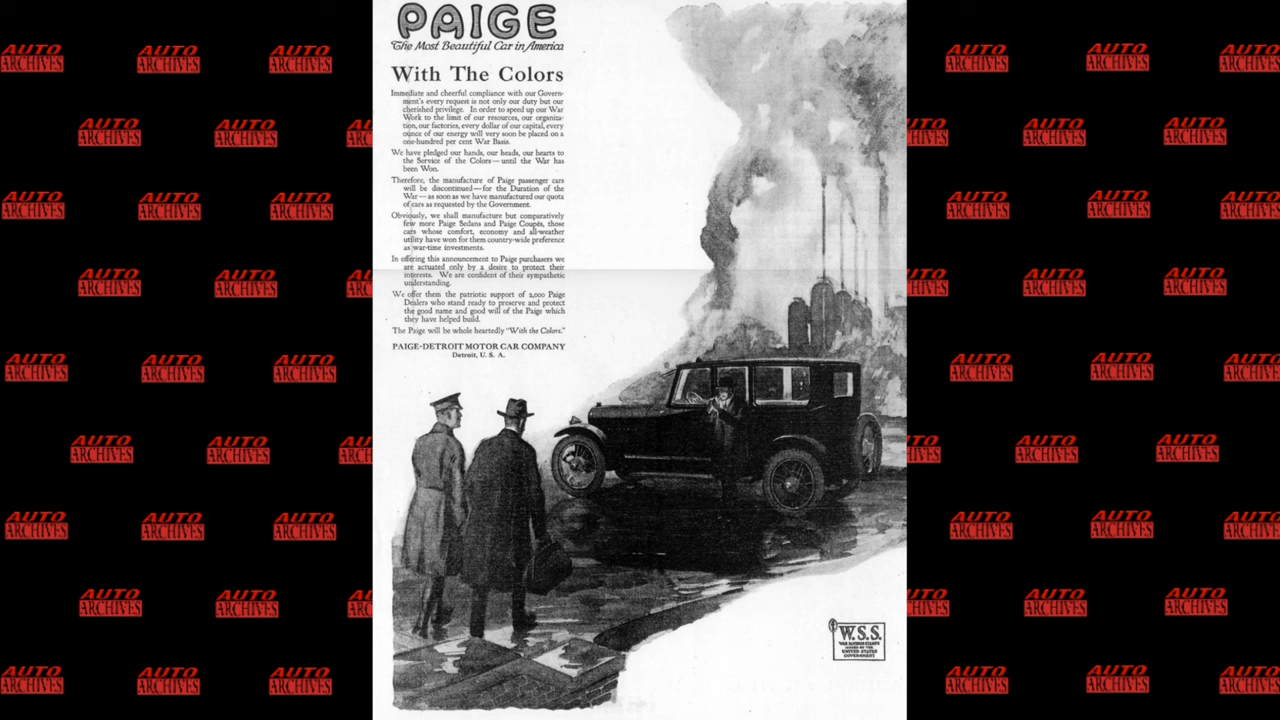 PAIGE
The Most Beautiful Car in America
With The Colors
Immediate and cheerful compliance with our Govern-
ment's every request is not only our duty but our
cherished privilege. In order to speed up our War
Work to the limit of our resources, our organiza-
tion, our factories, every dollar of our capital, every
ounce of our energy will very soon be placed on a
one-hundred per cent War Basis.
We have pledged our hands, our heads, our hearts to
the Service of the Colors—until the War has
been Won.
Therefore, the manufacture of Paige passenger cars
will be discontinued—for the Duration of the
War—as soon as we have manufactured our quota
of cars as requested by the Government.
Obviously, we shall manufacture but comparatively
few more Paige Sedans and Paige Coupés, those
cars whose comfort, economy and all-weather
utility have won for them country-wide preference
as war-time investments.
In offering this announcement to Paige purchasers we
are actuated only by a desire to protect their
interests. We are confident of their sympathetic
understanding.
We offer them the patriotic support of 2,000 Paige
Dealers who stand ready to preserve and protect
the good name and good will of the Paige which
they have helped build.
The Paige will be whole heartedly "With the Colors."
PAIGE-DETROIT MOTOR CAR COMPANY
Detroit, U. S. A.
W.S.S.
WAR SAVINGS STAMPS
ISSUED BY THE
UNITED STATES
GOVERNMENT
AUTO
ARCHIVES